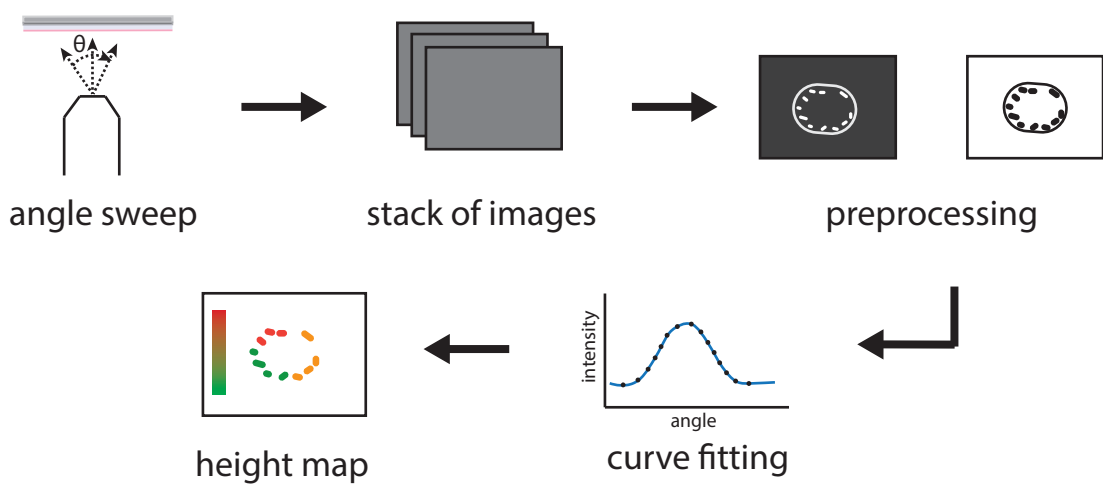 θ
angle sweep
stack of images
preprocessing
intensity
angle
curve fitting
height map